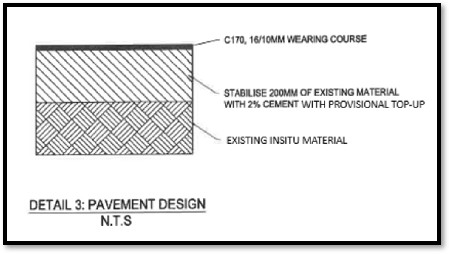 C170, 16/10MM WEARING COURSE
STABILISE 200MM OF EXISTING MATERIAL
WITH 2% CEMENT WITH PROVISIONAL TOP-UP
EXISTING INSITU MATERIAL
DETAIL 3: PAVEMENT DESIGN
N.T.S